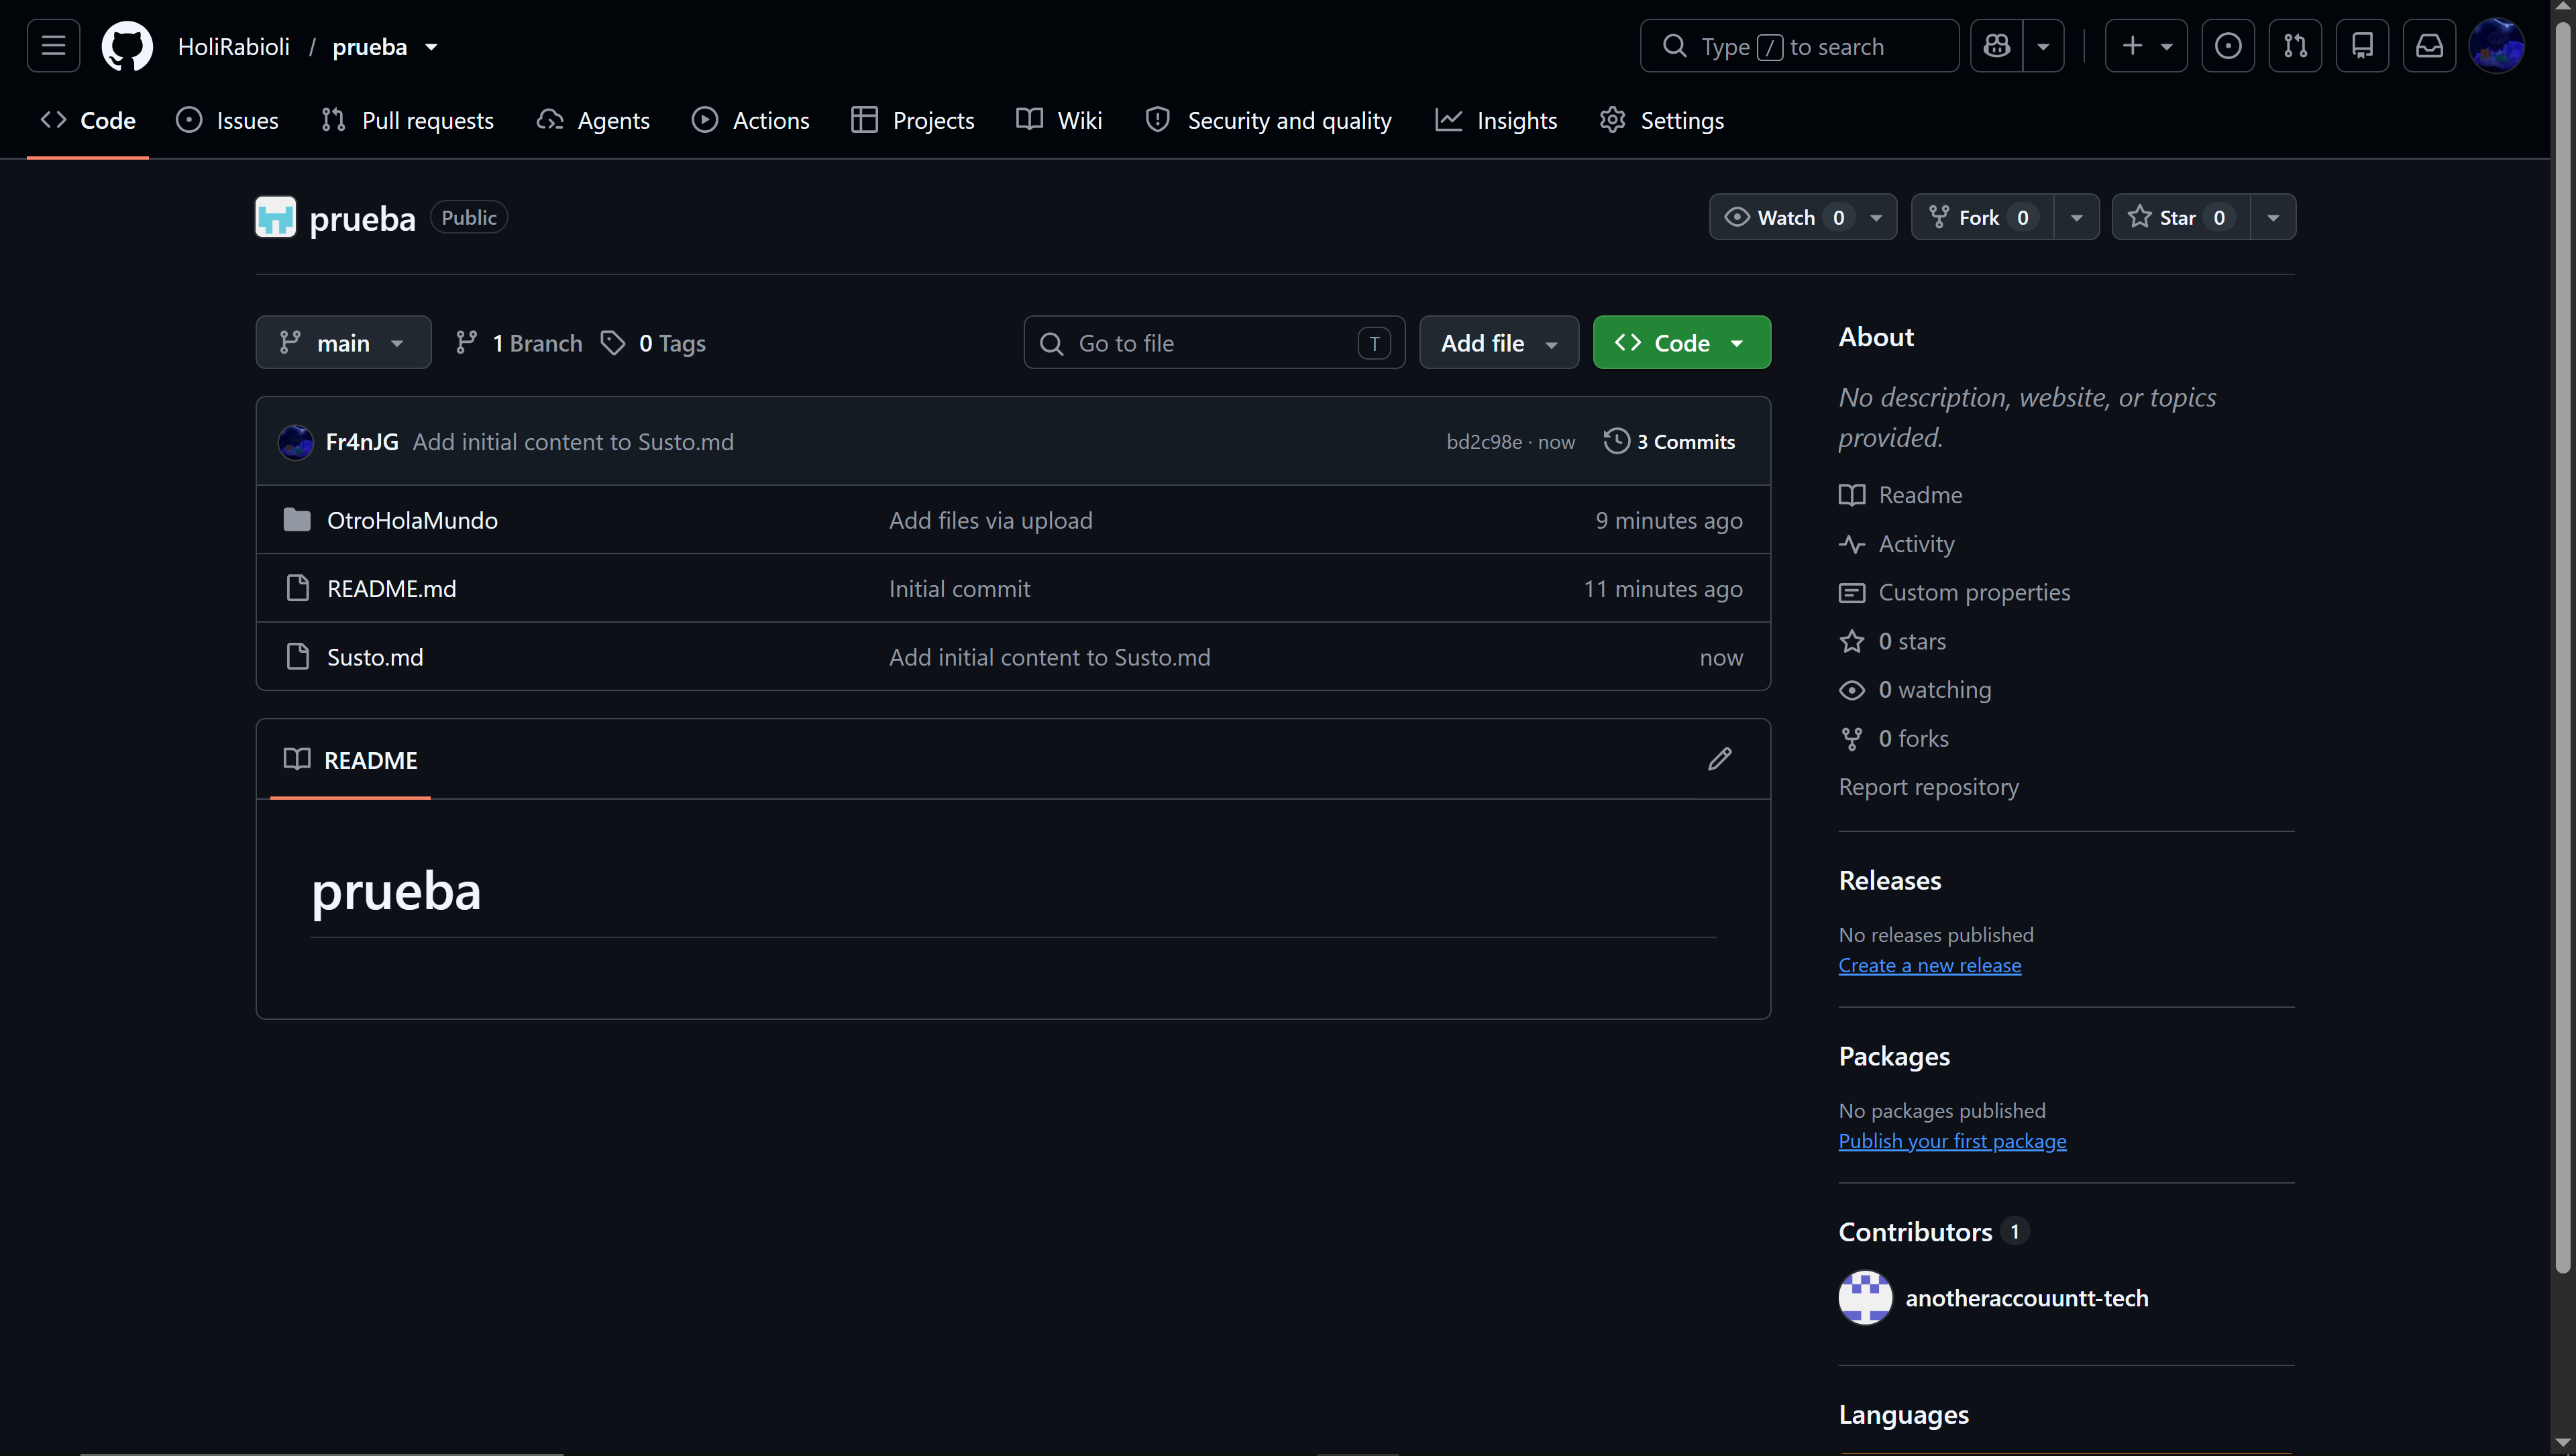 HoliRabioli / prueba
Type / to search
Code Issues Pull requests Agents Actions Projects Wiki Security and quality Insights Settings
prueba Public
Watch 0 Fork 0 Star 0
main 1 Branch 0 Tags
Go to file T
Add file
Code
Fr4nJG Add initial content to Susto.md bd2c98e · now 3 Commits
OtroHolaMundo Add files via upload 9 minutes ago
README.md Initial commit 11 minutes ago
Susto.md Add initial content to Susto.md now
README
prueba
About
No description, website, or topics
provided.
Readme
Activity
Custom properties
0 stars
0 watching
0 forks
Report repository
Releases
No releases published
Create a new release
Packages
No packages published
Publish your first package
Contributors 1
anotheraccouuntt-tech
Languages